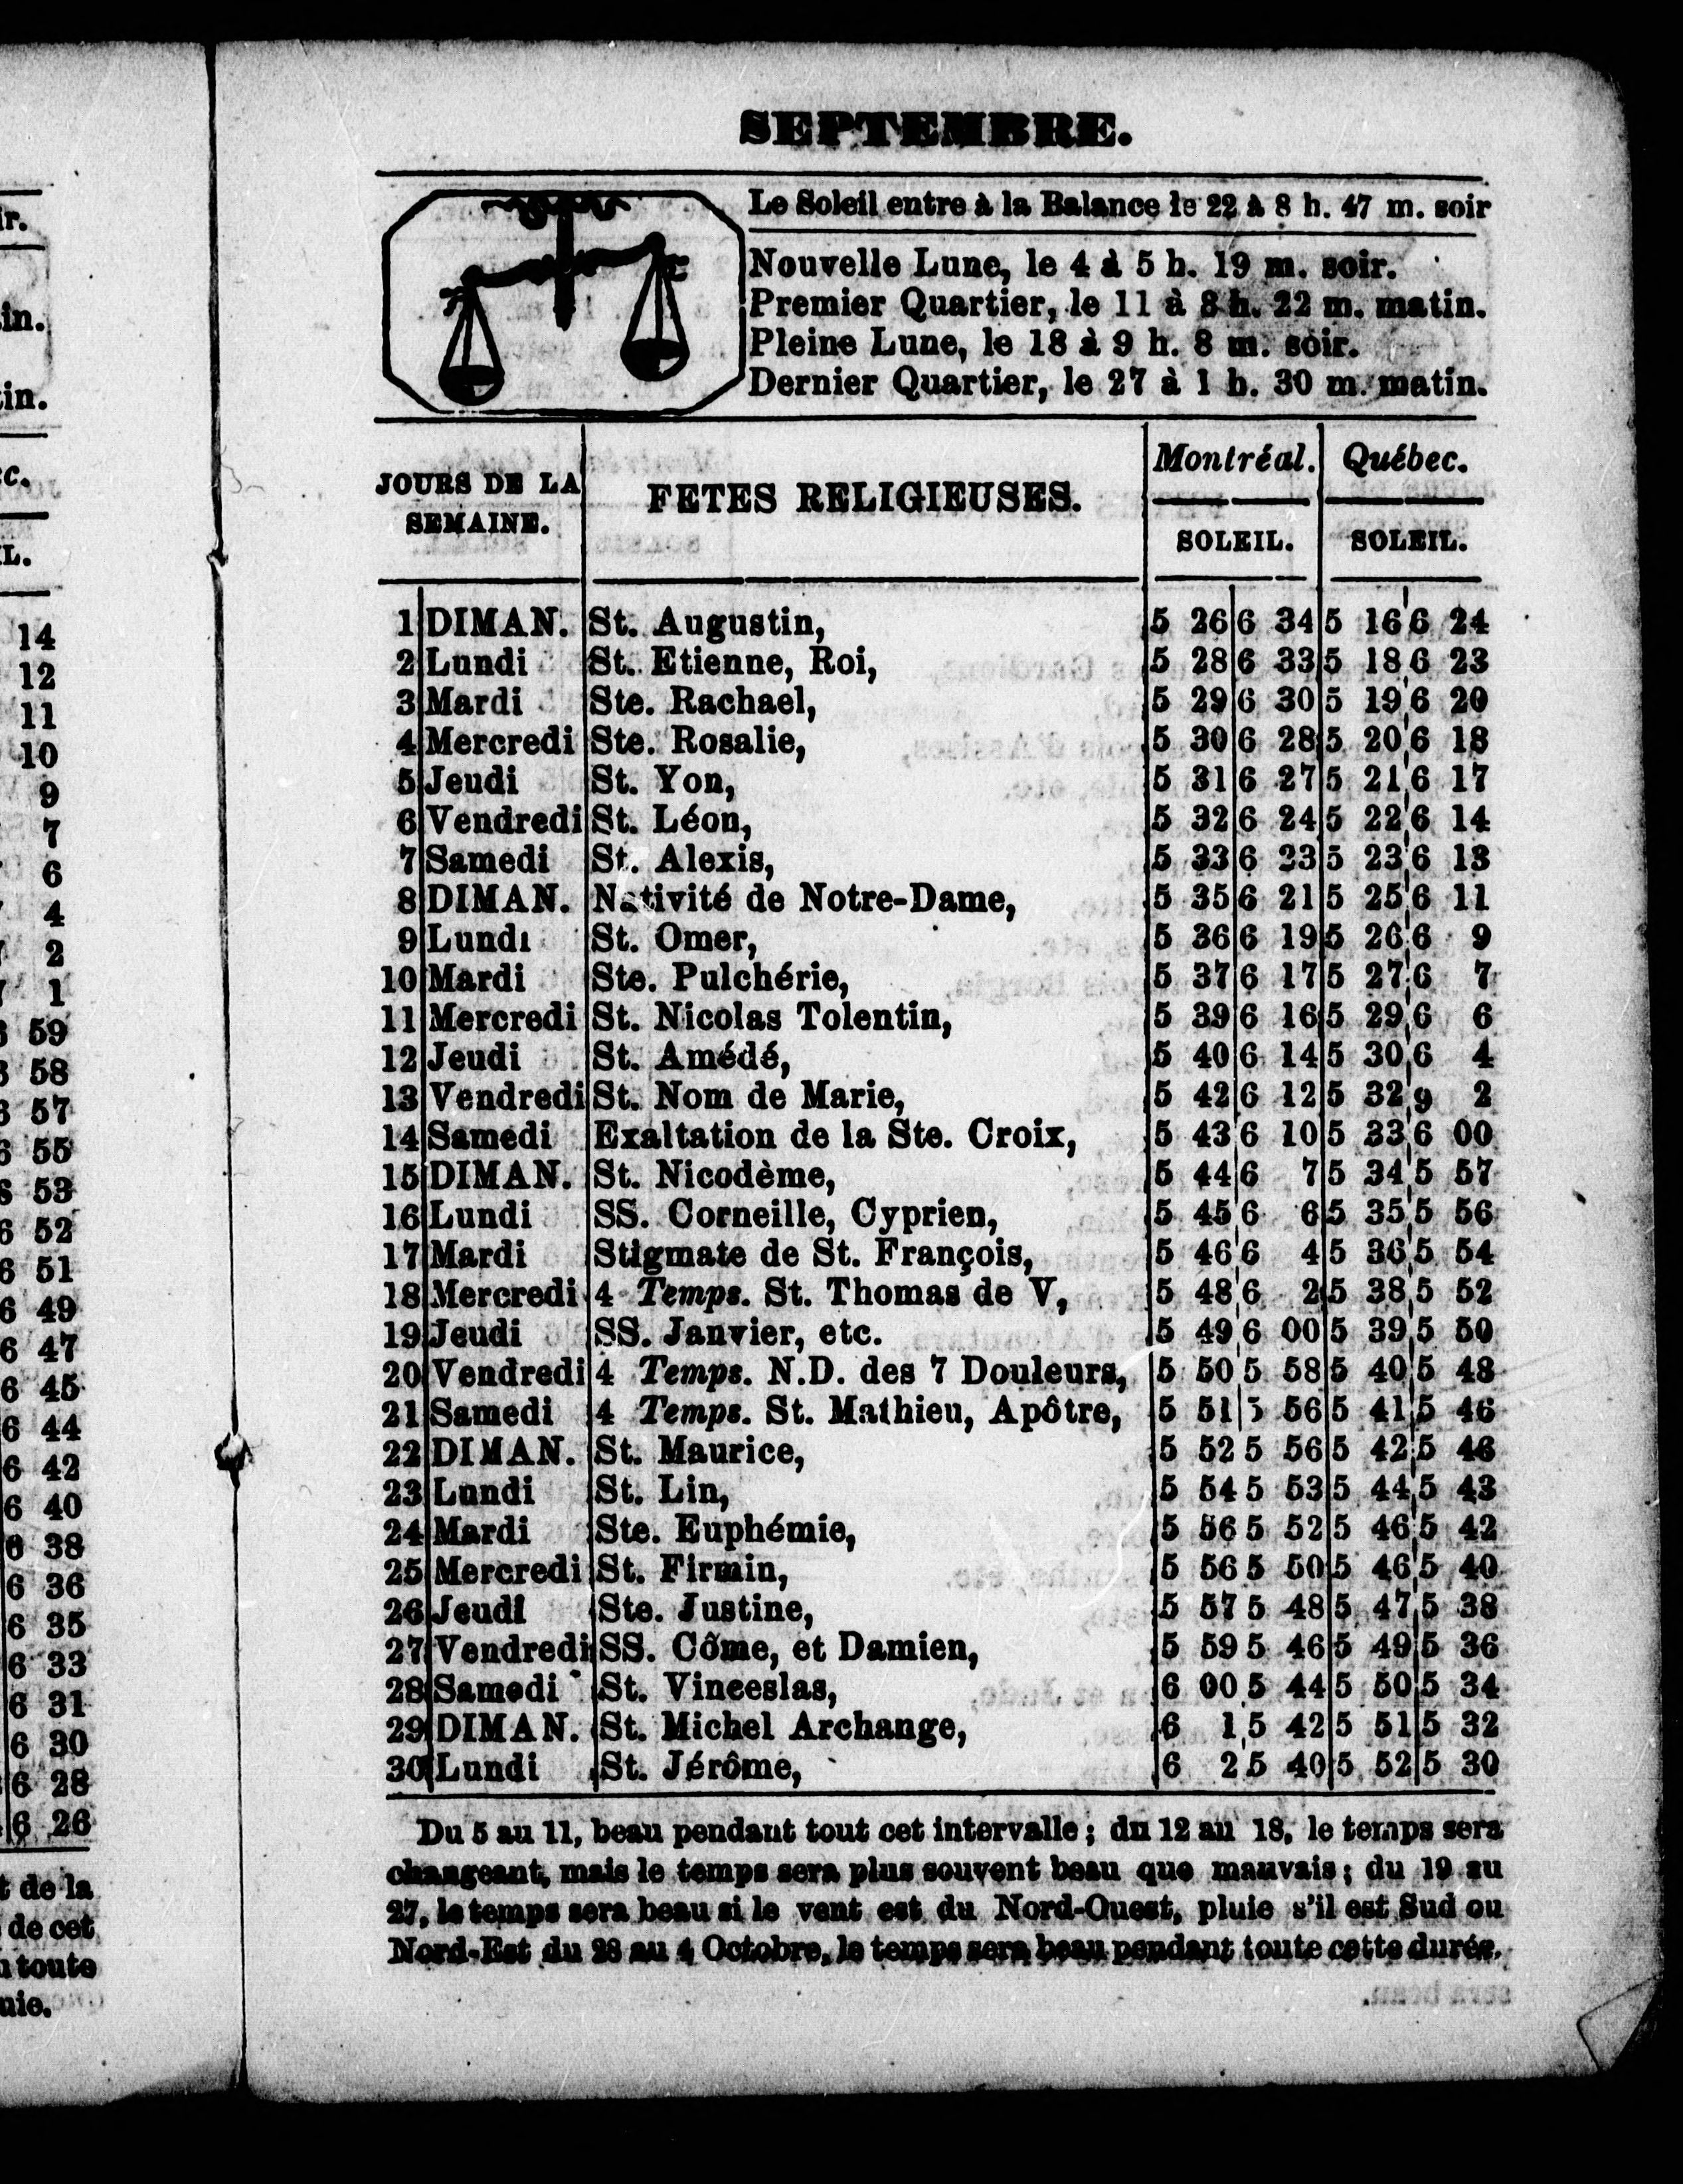 SEPTEMBRE.
Le Soleil entre à la Balance le 22 à 8 h. 47 m. soir
Nouvelle Lune, le 4 à 5 h. 19 m. soir.
Premier Quartier, le 11 à 8 h. 22 m. matin.
Pleine Lune, le 18 à 9 h. 8 m. soir.
Dernier Quartier, le 27 à 1 h. 30 m. matin.
JOURS DE LA SEMAINE. FETES RELIGIEUSES. Montréal. Québec.
SOLEIL. SOLEIL.
1 DIMAN. St. Augustin, 5 26 6 34 5 16 6 24
2 Lundi St. Etienne, Roi, 5 28 6 33 5 18 6 23
3 Mardi Ste. Rachael, 5 29 6 30 5 19 6 20
4 Mercredi Ste. Rosalie, 5 30 6 28 5 20 6 18
5 Jeudi St. Yon, 5 31 6 27 5 21 6 17
6 Vendredi St. Léon, 5 32 6 24 5 22 6 14
7 Samedi St. Alexis, 5 33 6 23 5 23 6 13
8 DIMAN. Nativité de Notre-Dame, 5 35 6 21 5 25 6 11
9 Lundi St. Omer, 5 36 6 19 5 26 6 9
10 Mardi Ste. Pulchérie, 5 37 6 17 5 27 6 7
11 Mercredi St. Nicolas Tolentin, 5 39 6 16 5 29 6 6
12 Jeudi St. Amédé, 5 40 6 14 5 30 6 4
13 Vendredi St. Nom de Marie, 5 42 6 12 5 32 9 2
14 Samedi Exaltation de la Ste. Croix, 5 43 6 10 5 33 6 00
15 DIMAN. St. Nicodème, 5 44 6 7 5 34 5 57
16 Lundi SS. Corneille, Cyprien, 5 45 6 6 5 35 5 56
17 Mardi Stigmate de St. François, 5 46 6 4 5 36 5 54
18 Mercredi 4 Temps. St. Thomas de V, 5 48 6 2 5 38 5 52
19 Jeudi SS. Janvier, etc. 5 49 6 00 5 39 5 50
20 Vendredi 4 Temps. N.D. des 7 Douleurs, 5 50 5 58 5 40 5 48
21 Samedi 4 Temps. St. Mathieu, Apôtre, 5 51 5 56 5 41 5 46
22 DIMAN. St. Maurice, 5 52 5 56 5 42 5 46
23 Lundi St. Lin, 5 54 5 53 5 44 5 43
24 Mardi Ste. Euphémie, 5 56 5 52 5 46 5 42
25 Mercredi St. Firmin, 5 56 5 50 5 46 5 40
26 Jeudi Ste. Justine, 5 57 5 48 5 47 5 38
27 Vendredi SS. Côme, et Damien, 5 59 5 46 5 49 5 36
28 Samedi St. Vinceslas, 6 00 5 44 5 50 5 34
29 DIMAN. St. Michel Archange, 6 1 5 42 5 51 5 32
30 Lundi St. Jérôme, 6 2 5 40 5 52 5 30
Du 5 au 11, beau pendant tout cet intervalle; du 12 au 18, le temps sera
changeant, mais le temps sera plus souvent beau que mauvais; du 19 au
27, le temps sera beau si le vent est du Nord-Ouest, pluie s'il est Sud ou
Nord-Est du 28 au 4 Octobre, le temps sera beau pendant toute cette durée.